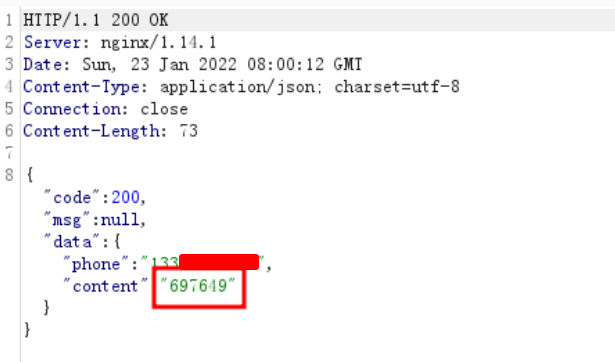 1 HTTP/1.1 200 OK
2 Server: nginx/1.14.1
3 Date: Sun, 23 Jan 2022 08:00:12 GMT
4 Content-Type: application/json; charset=utf-8
5 Connection: close
6 Content-Length: 73
7
8 {
"code":200,
"msg":null,
"data":{
"phone":"133",
"content" "697649"
}
}